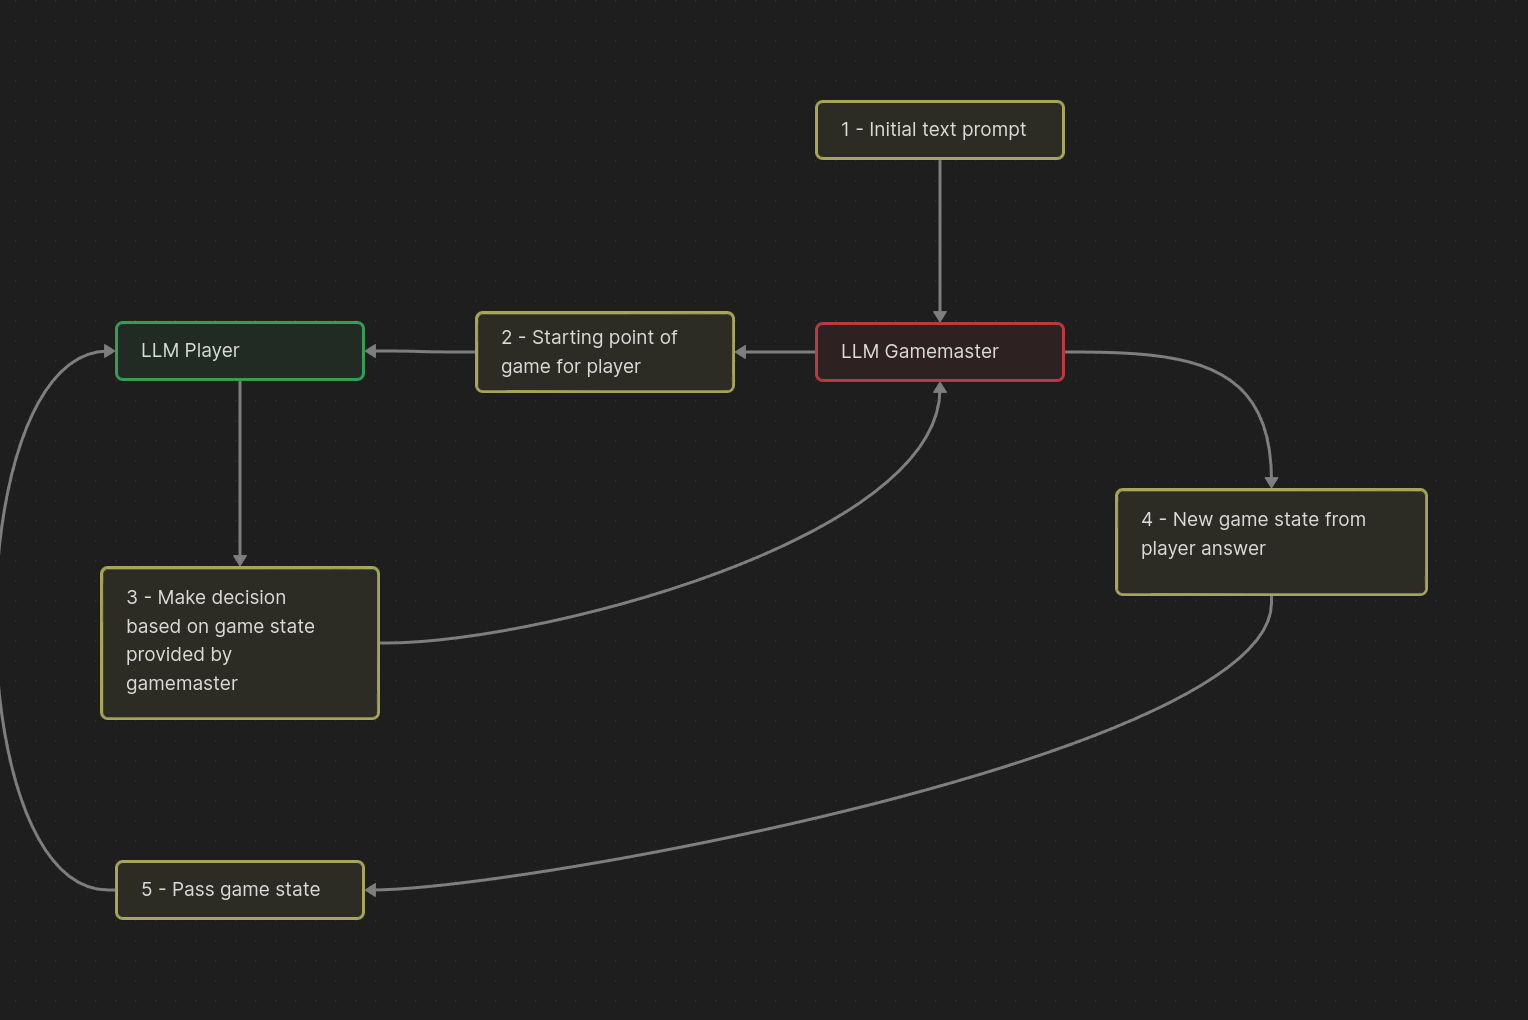 1 - Initial text prompt
LLM Player
2 - Starting point of
game for player
LLM Gamemaster
4 - New game state from
player answer
3 - Make decision
based on game state
provided by
gamemaster
5 - Pass game state